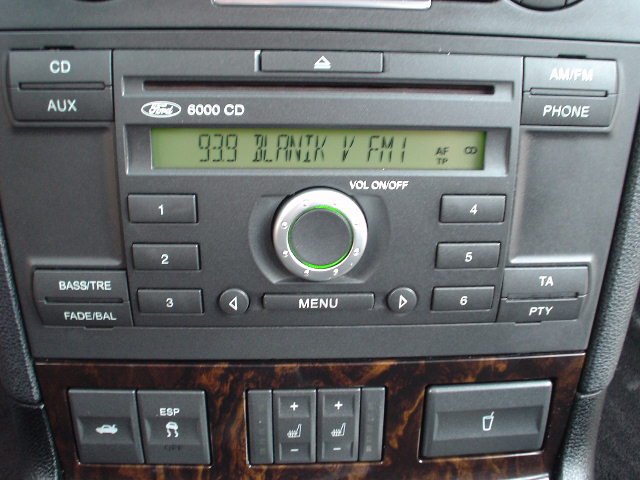 CD
AUX
AM/FM
PHONE
Ford 6000 CD
93.9 BLANIK V FM1
AF CD
TP
VOL ON/OFF
1
2
3
4
5
6
BASS/TRE
FADE/BAL
MENU
TA
PTY
ESP
OFF
+ +
- -